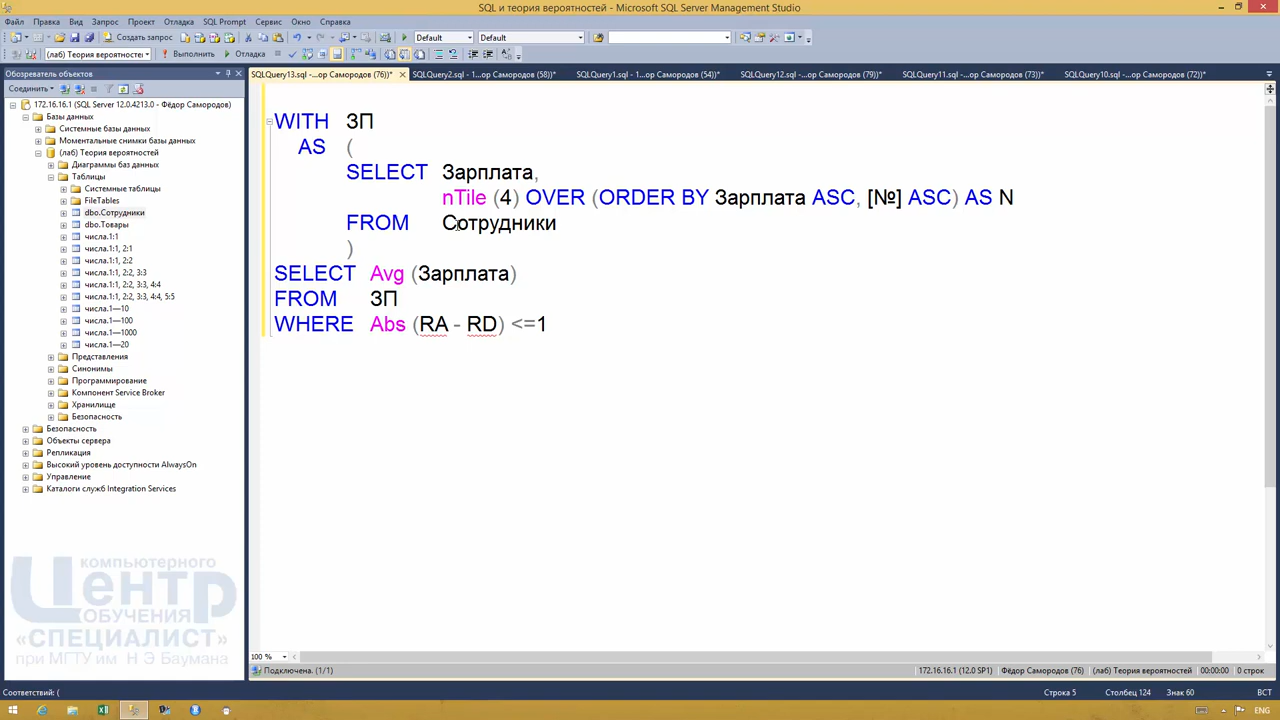 SQL и теория вероятностей - Microsoft SQL Server Management Studio
Файл Правка Вид Запрос Проект Отладка SQL Prompt Сервис Окно Справка
Создать запрос Default Default
(лаб) Теория вероятносте Выполнить Отладка
Обозреватель объектов
SQLQuery13.sql -...ор Самородов (76))* SQLQuery2.sql - 1...ор Самородов (58))* SQLQuery1.sql - 1...ор Самородов (54))* SQLQuery12.sql -...ор Самородов (79))* SQLQuery11.sql -...ор Самородов (73))* SQLQuery10.sql -...ор Самородов (72))*
Соединить
172.16.16.1 (SQL Server 12.0.4213.0 - Фёдор Самородов)
Базы данных
Системные базы данных
Моментальные снимки базы данных
(лаб) Теория вероятностей
Диаграммы баз данных
Таблицы
Системные таблицы
FileTables
dbo.Сотрудники
dbo.Товары
числа.1:1
числа.1:1, 2:1
числа.1:1, 2:2
числа.1:1, 2:2, 3:3
числа.1:1, 2:2, 3:3, 4:4
числа.1:1, 2:2, 3:3, 4:4, 5:5
числа.1—10
числа.1—100
числа.1—1000
числа.1—20
Представления
Синонимы
Программирование
Компонент Service Broker
Хранилище
Безопасность
Безопасность
Объекты сервера
Репликация
Высокий уровень доступности AlwaysOn
Управление
Каталоги служб Integration Services
WITH ЗП
AS (
SELECT Зарплата,
nTile (4) OVER (ORDER BY Зарплата ASC, [№] ASC) AS N
FROM Сотрудники
)
SELECT Avg (Зарплата)
FROM ЗП
WHERE Abs (RA - RD) <=1
компьютерного
Центр
ОБУЧЕНИЯ
«СПЕЦИАЛИСТ»
при МГТУ им Н Э Баумана
100 %
Подключена. (1/1) 172.16.16.1 (12.0 SP1) Фёдор Самородов (76) (лаб) Теория вероятностей 00:00:00 0 строк
Соответствий: ( Строка 5 Столбец 124 Знак 60 ВСТ
ENG